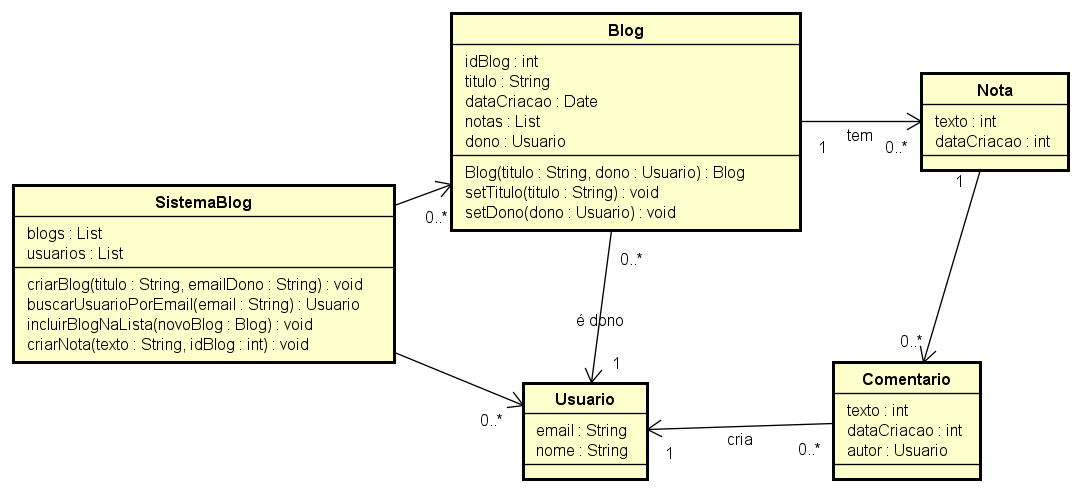 Blog
idBlog : int
titulo : String
dataCriacao : Date
notas : List
dono : Usuario
Blog(titulo : String, dono : Usuario) : Blog
setTitulo(titulo : String) : void
setDono(dono : Usuario) : void
Nota
texto : int
dataCriacao : int
1
tem
0..*
SistemaBlog
blogs : List
usuarios : List
criarBlog(titulo : String, emailDono : String) : void
buscarUsuarioPorEmail(email : String) : Usuario
incluirBlogNaLista(novoBlog : Blog) : void
criarNota(texto : String, idBlog : int) : void
0..*
0..*
0..*
é dono
1
1
0..*
Usuario
email : String
nome : String
Comentario
texto : int
dataCriacao : int
autor : Usuario
1
cria
0..*